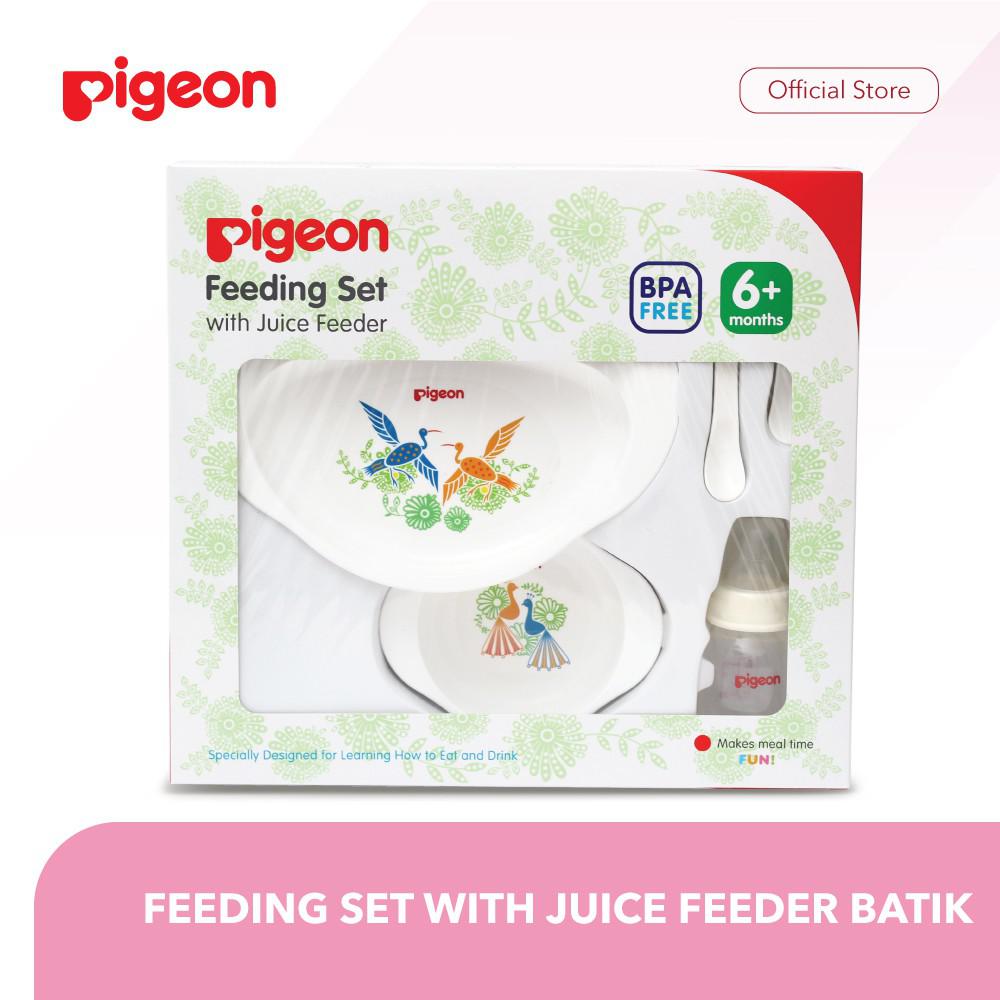 pigeon
Official Store
pigeon
Feeding Set
with Juice Feeder
BPA
FREE
6+
months
pigeon
pigeon
Specially Designed for Learning How to Eat and Drink
Makes meal time
FUN!
FEEDING SET WITH JUICE FEEDER BATIK